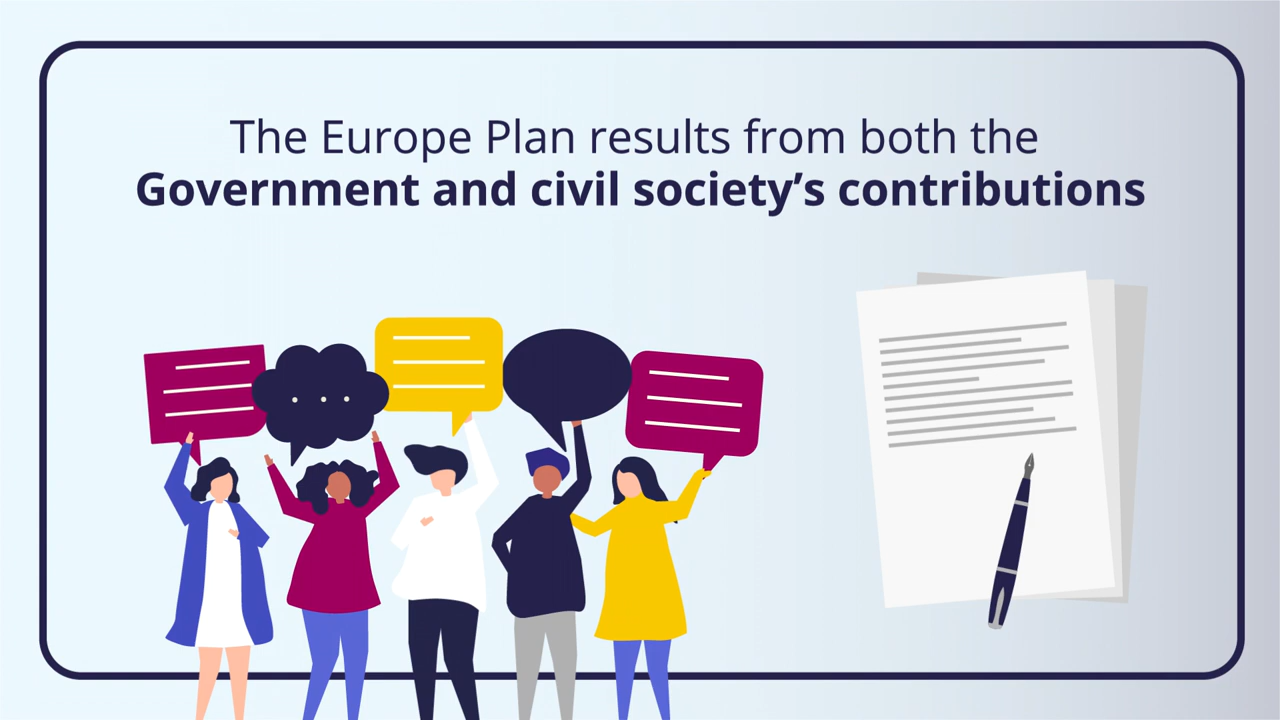 The Europe Plan results from both the
Government and civil society’s contributions